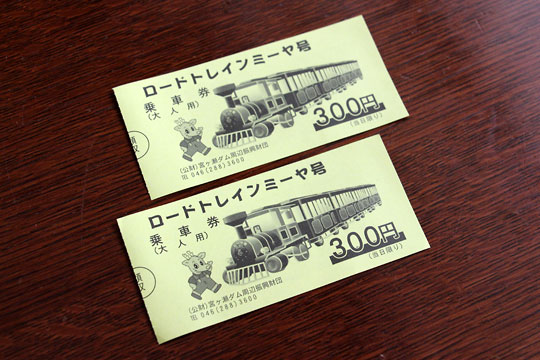 ロードトレインミーヤ号
乗車券
(大人用)
300円
(当日限り)
(公財)宮ヶ瀬ダム周辺振興財団
℡ 046(288)3600
ロードトレインミーヤ号
乗車券
(大人用)
300円
(当日限り)
(公財)宮ヶ瀬ダム周辺振興財団
℡ 046(288)3600